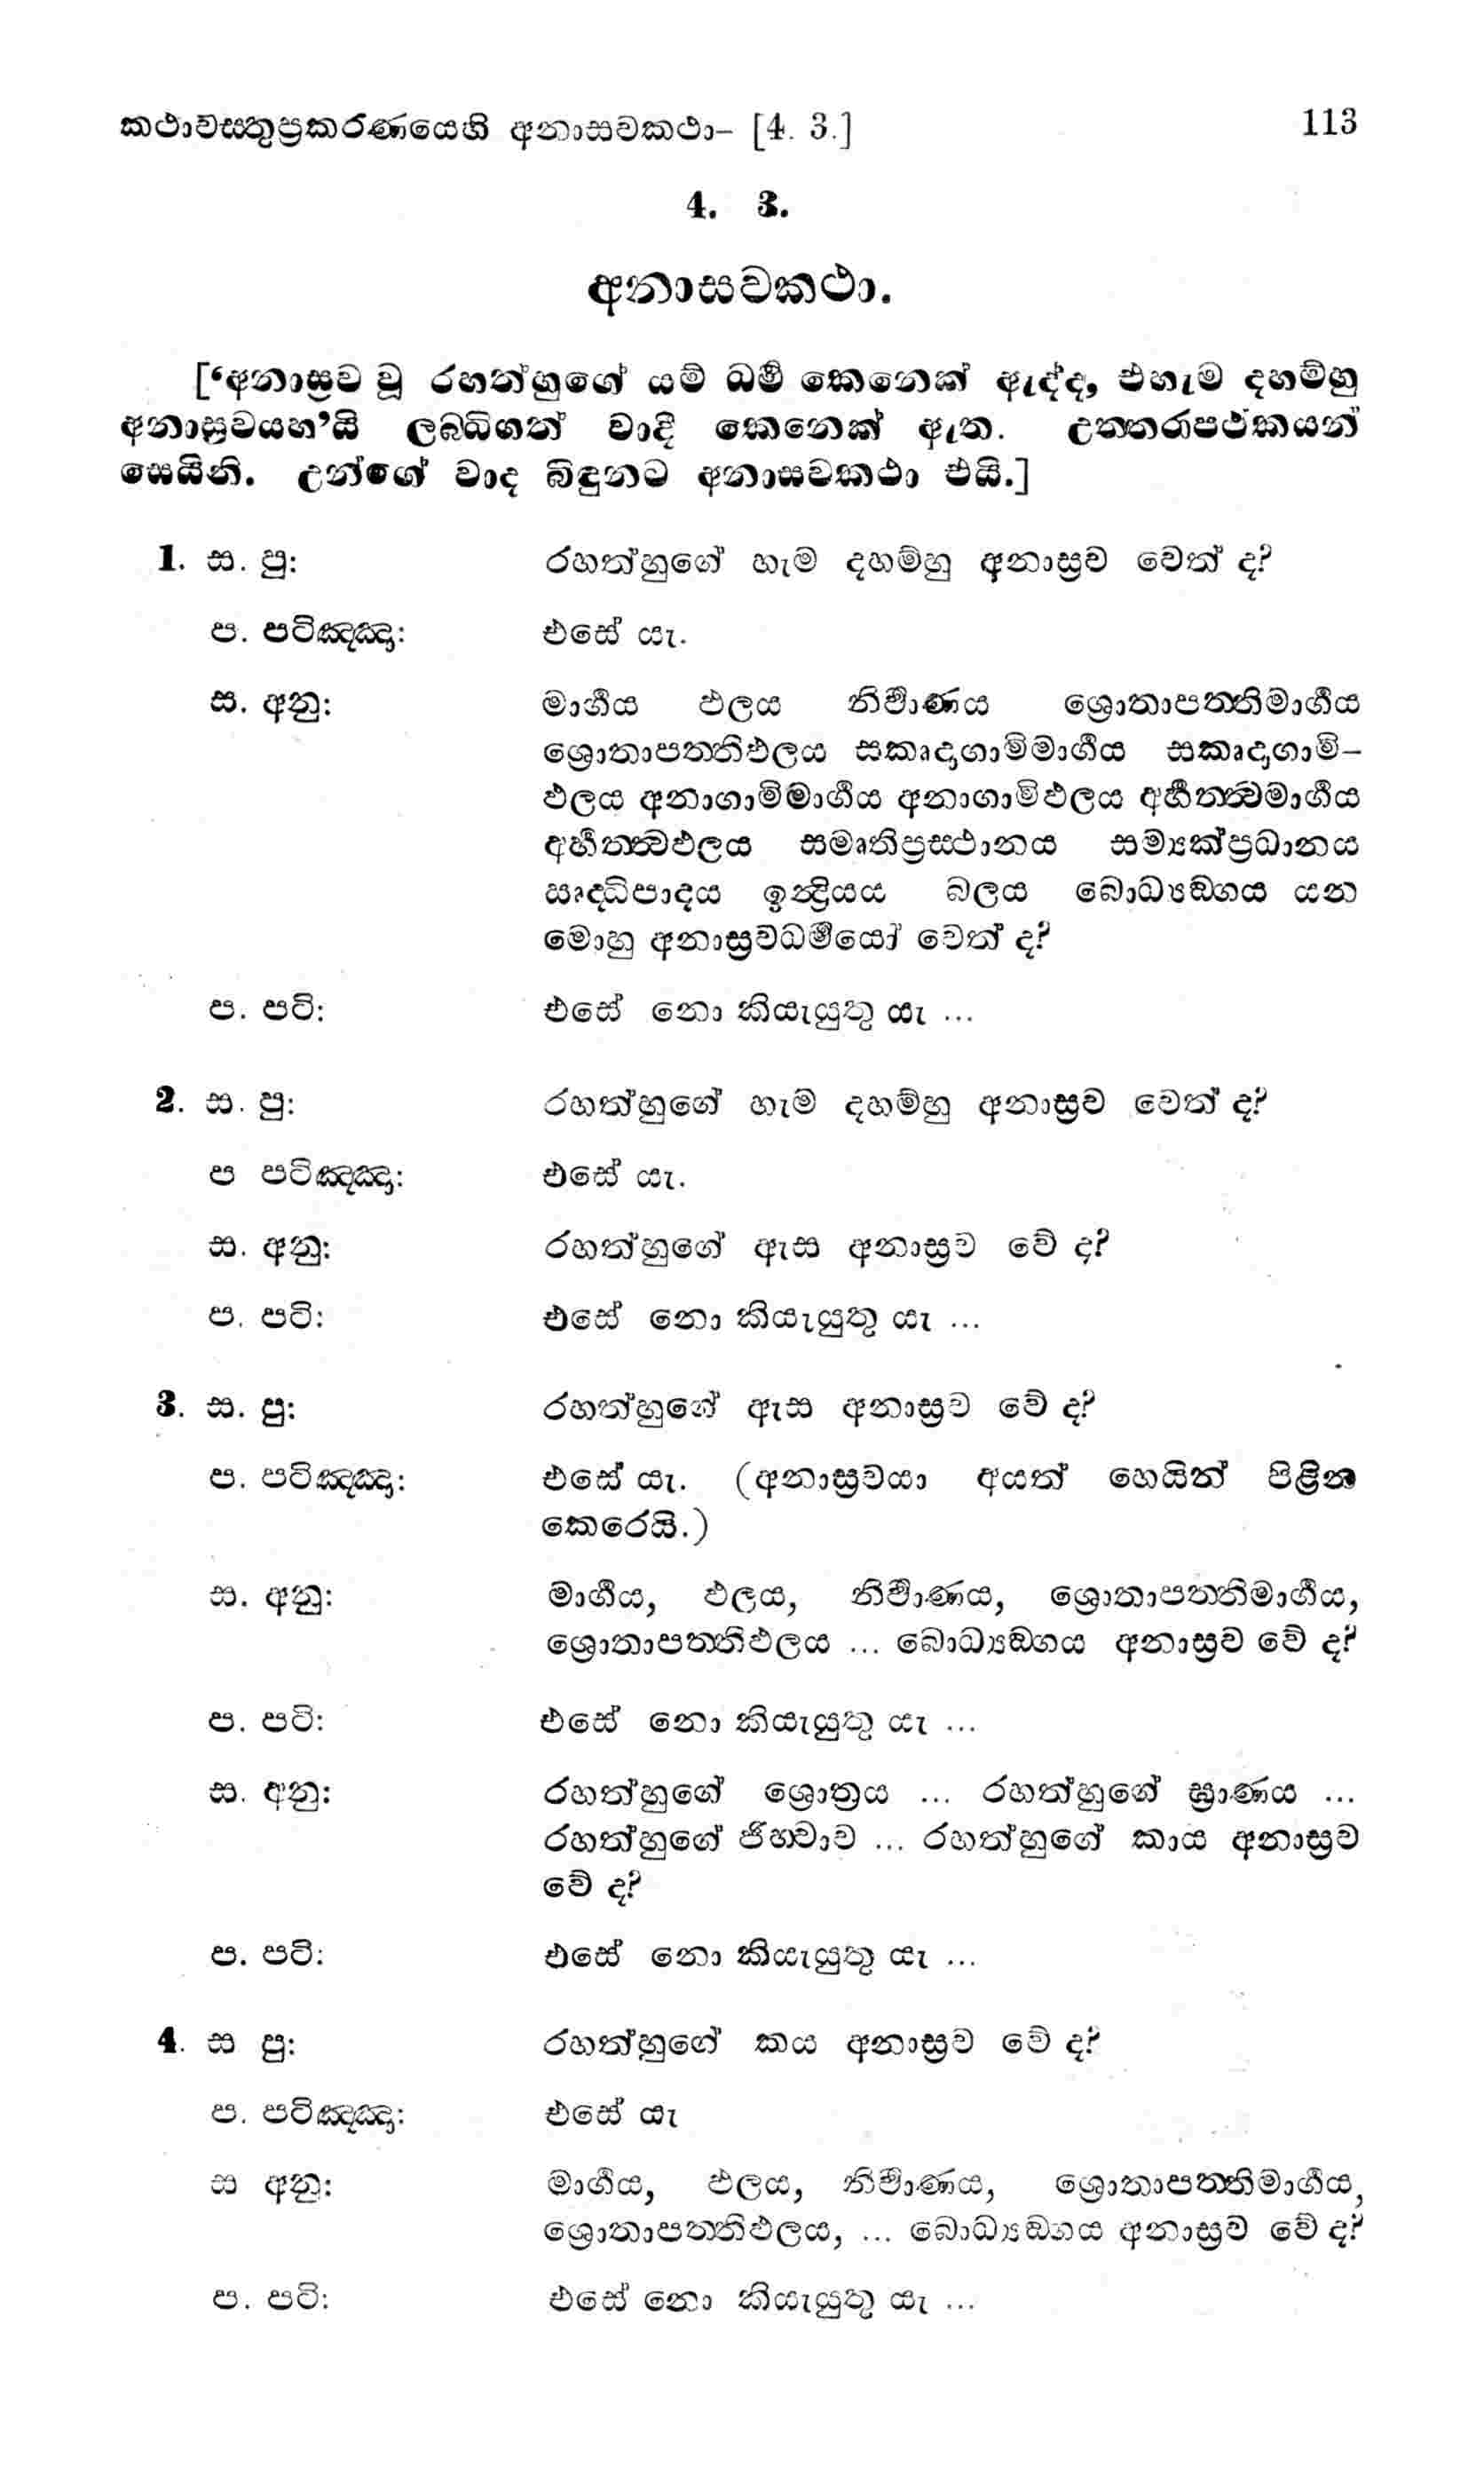 කථාවස්තුප්‍රකරණයෙහි අනාසවකථා– [4. 3.] 113
4. 3.
අනාසවකථා.
[‘අනාස්‍රව වූ රහත්හුගේ යම් ධර්‍ම කෙනෙක් ඇද්ද, එහැම දහම්හු
අනාස්‍රවයහ’යි ලබ්ධිගත් වාදී කෙනෙක් ඇත. උත්තරාපථකයන්
සෙයිනි. උන්ගේ වාද බිඳුනට අනාසවකථා එයි.]
1. ස. පු: රහත්හුගේ හැම දහම්හු අනාස්‍රව වෙත් ද?
ප. පටිඤ්ඤා: එසේ යැ.
ස. අනු: මාර්‍ගය ඵලය නිර්‍වාණය ශ්‍රොතාපත්තිමාර්‍ගය
ශ්‍රොතාපත්තිඵලය සකෘදාගාමිමාර්‍ගය සකෘදාගාමි–
ඵලය අනාගාමිමාර්‍ගය අනාගාමිඵලය අර්‍හත්ත්‍වමාර්‍ගය
අර්‍හත්ත්‍වඵලය ස්මෘතිප්‍රස්ථානය සම්‍යක්ප්‍රධානය
ඍද්ධිපාදය ඉන්‍ද්‍රියය බලය බොධ්‍යඞ්ගය යන
මොහු අනාස්‍රවධර්‍මයෝ වෙත් ද?
ප. පටි: එසේ නො කියැයුතු යැ ...
2. ස. පු: රහත්හුගේ හැම දහම්හු අනාස්‍රව වෙත් ද?
ප පටිඤ්ඤා: එසේ යැ.
ස. අනු: රහත්හුගේ ඇස අනාස්‍රව වේ ද?
ප. පටි: එසේ නො කියැයුතු යැ ...
3. ස. පු: රහත්හුගේ ඇස අනාස්‍රව වේ ද?
ප. පටිඤ්ඤා: එසේ යැ. (අනාස්‍රවයා අයත් හෙයින් පිළින
කෙරෙයි.)
ස. අනු: මාර්‍ගය, ඵලය, නිර්‍වාණය, ශ්‍රොතාපත්තිමාර්‍ගය,
ශ්‍රොතාපත්තිඵලය ... බොධ්‍යඞ්ගය අනාස්‍රව වේ ද?
ප. පටි: එසේ නො කියැයුතු යැ ...
ස. අනු: රහත්හුගේ ශ්‍රොත්‍රය ... රහත්හුගේ ඝ්‍රාණය ...
රහත්හුගේ ජිහ්වාව ... රහත්හුගේ කාය අනාස්‍රව
වේ ද?
ප. පටි: එසේ නො කියැයුතු යැ ...
4. ස පු: රහත්හුගේ කය අනාස්‍රව වේ ද?
ප. පටිඤ්ඤා: එසේ යැ
ස අනු: මාර්‍ගය, ඵලය, නිර්‍වාණය, ශ්‍රොතාපත්තිමාර්‍ගය,
ශ්‍රොතාපත්තිඵලය, ... බොධ්‍යඞ්ගය අනාස්‍රව වේ ද?
ප. පටි: එසේ නො කියැයුතු යැ ...